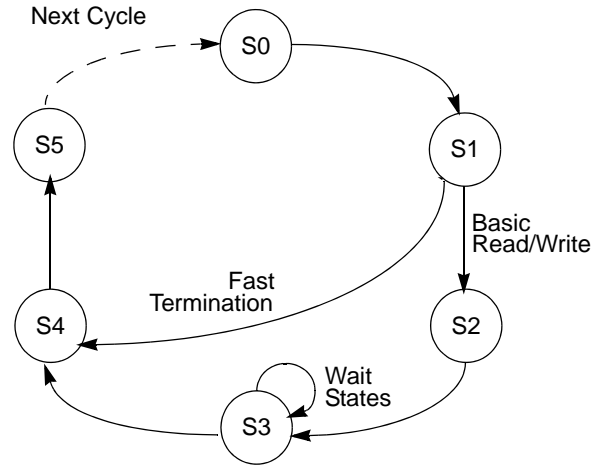 Next Cycle
S0
S1
S5
Basic
Read/Write
Fast
Termination
S4
S2
Wait
States
S3